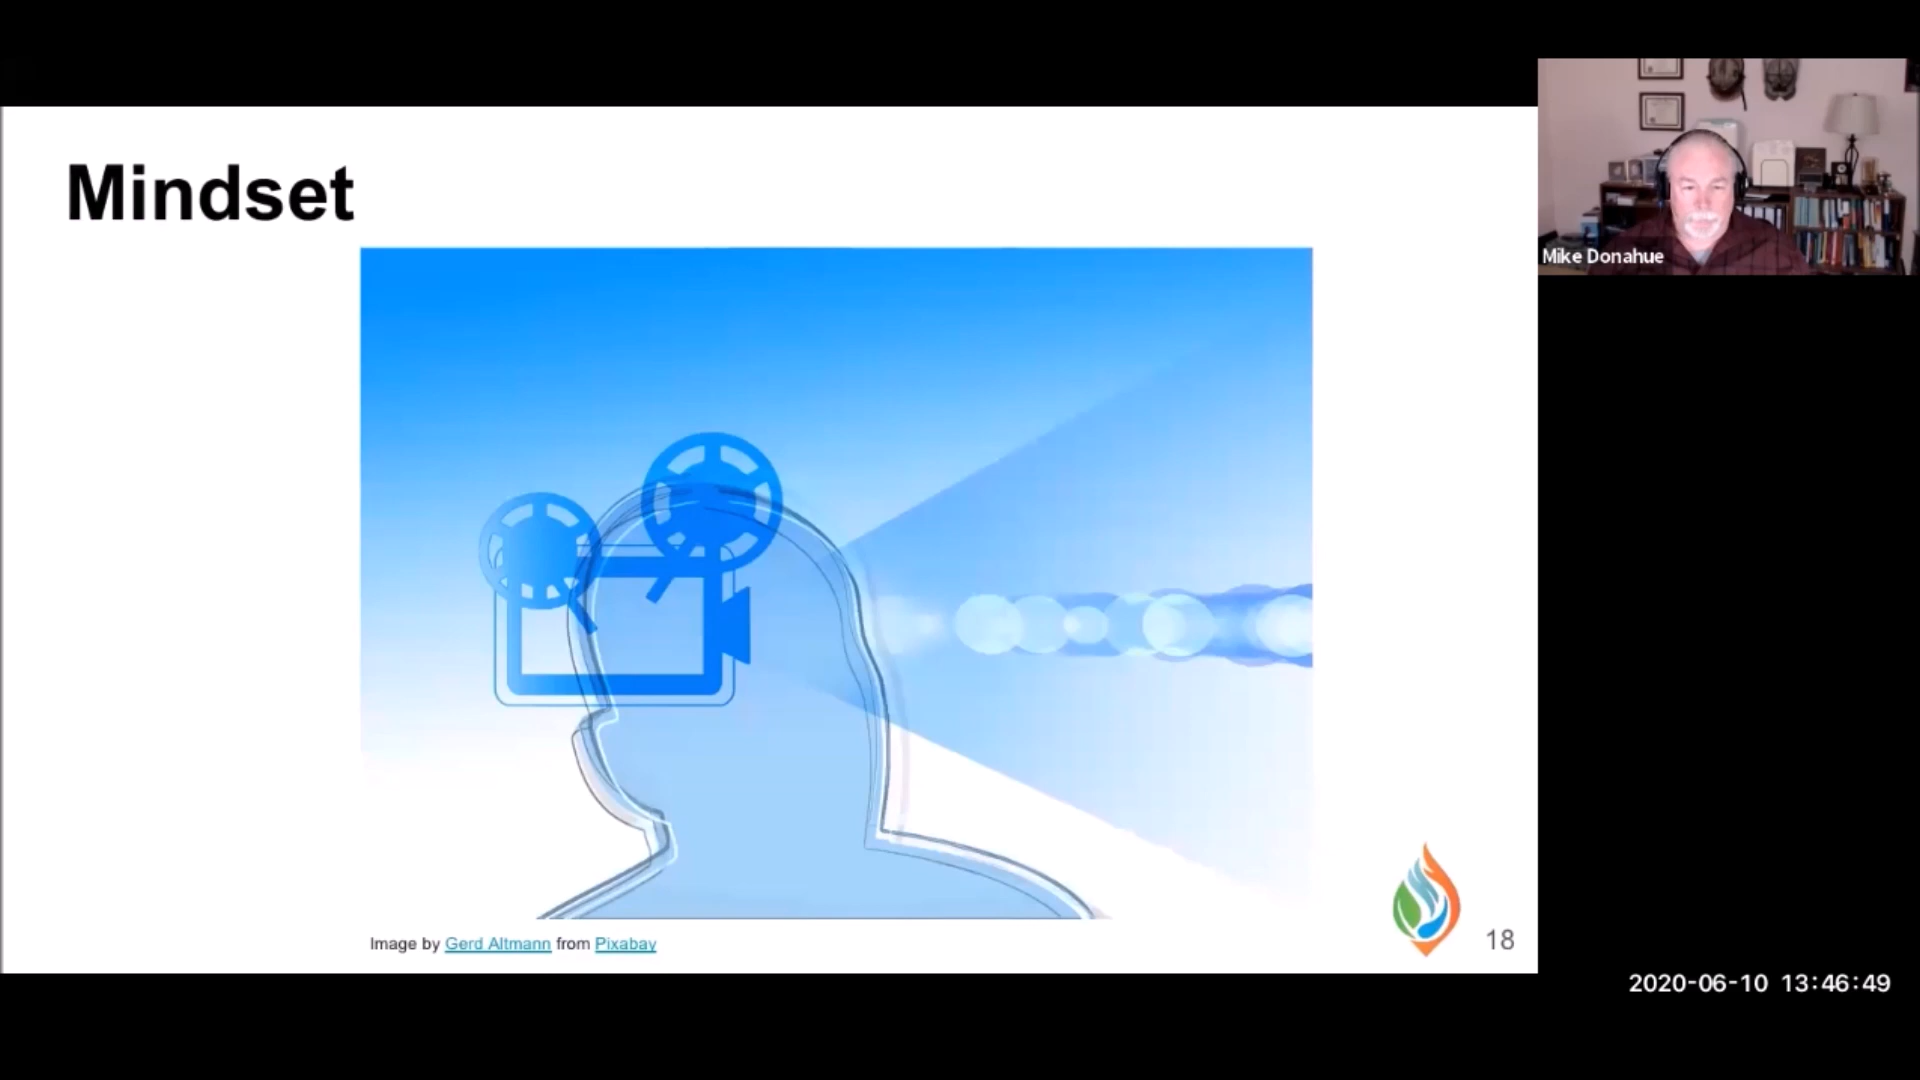 Mindset
Mike Donahue
Image by Gerd Altmann from Pixabay
18
2020-06-10 13:46:49